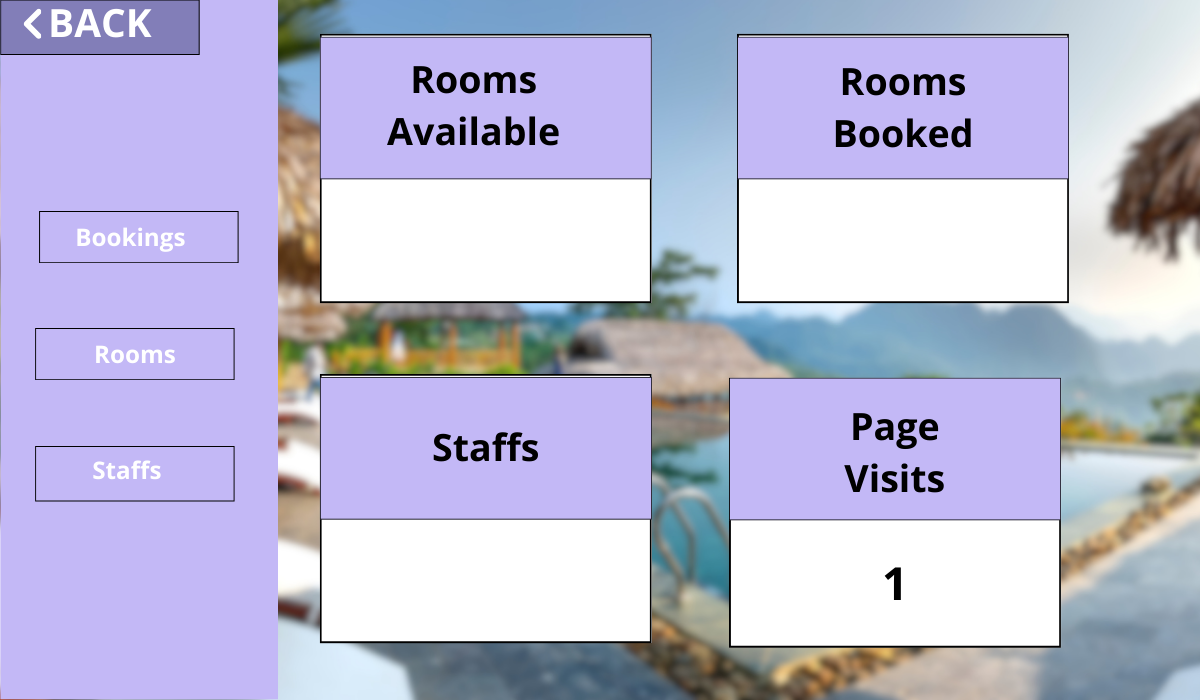 BACK
Bookings
Rooms
Staffs
Rooms
Available
Rooms
Booked
Staffs
Page
Visits
1